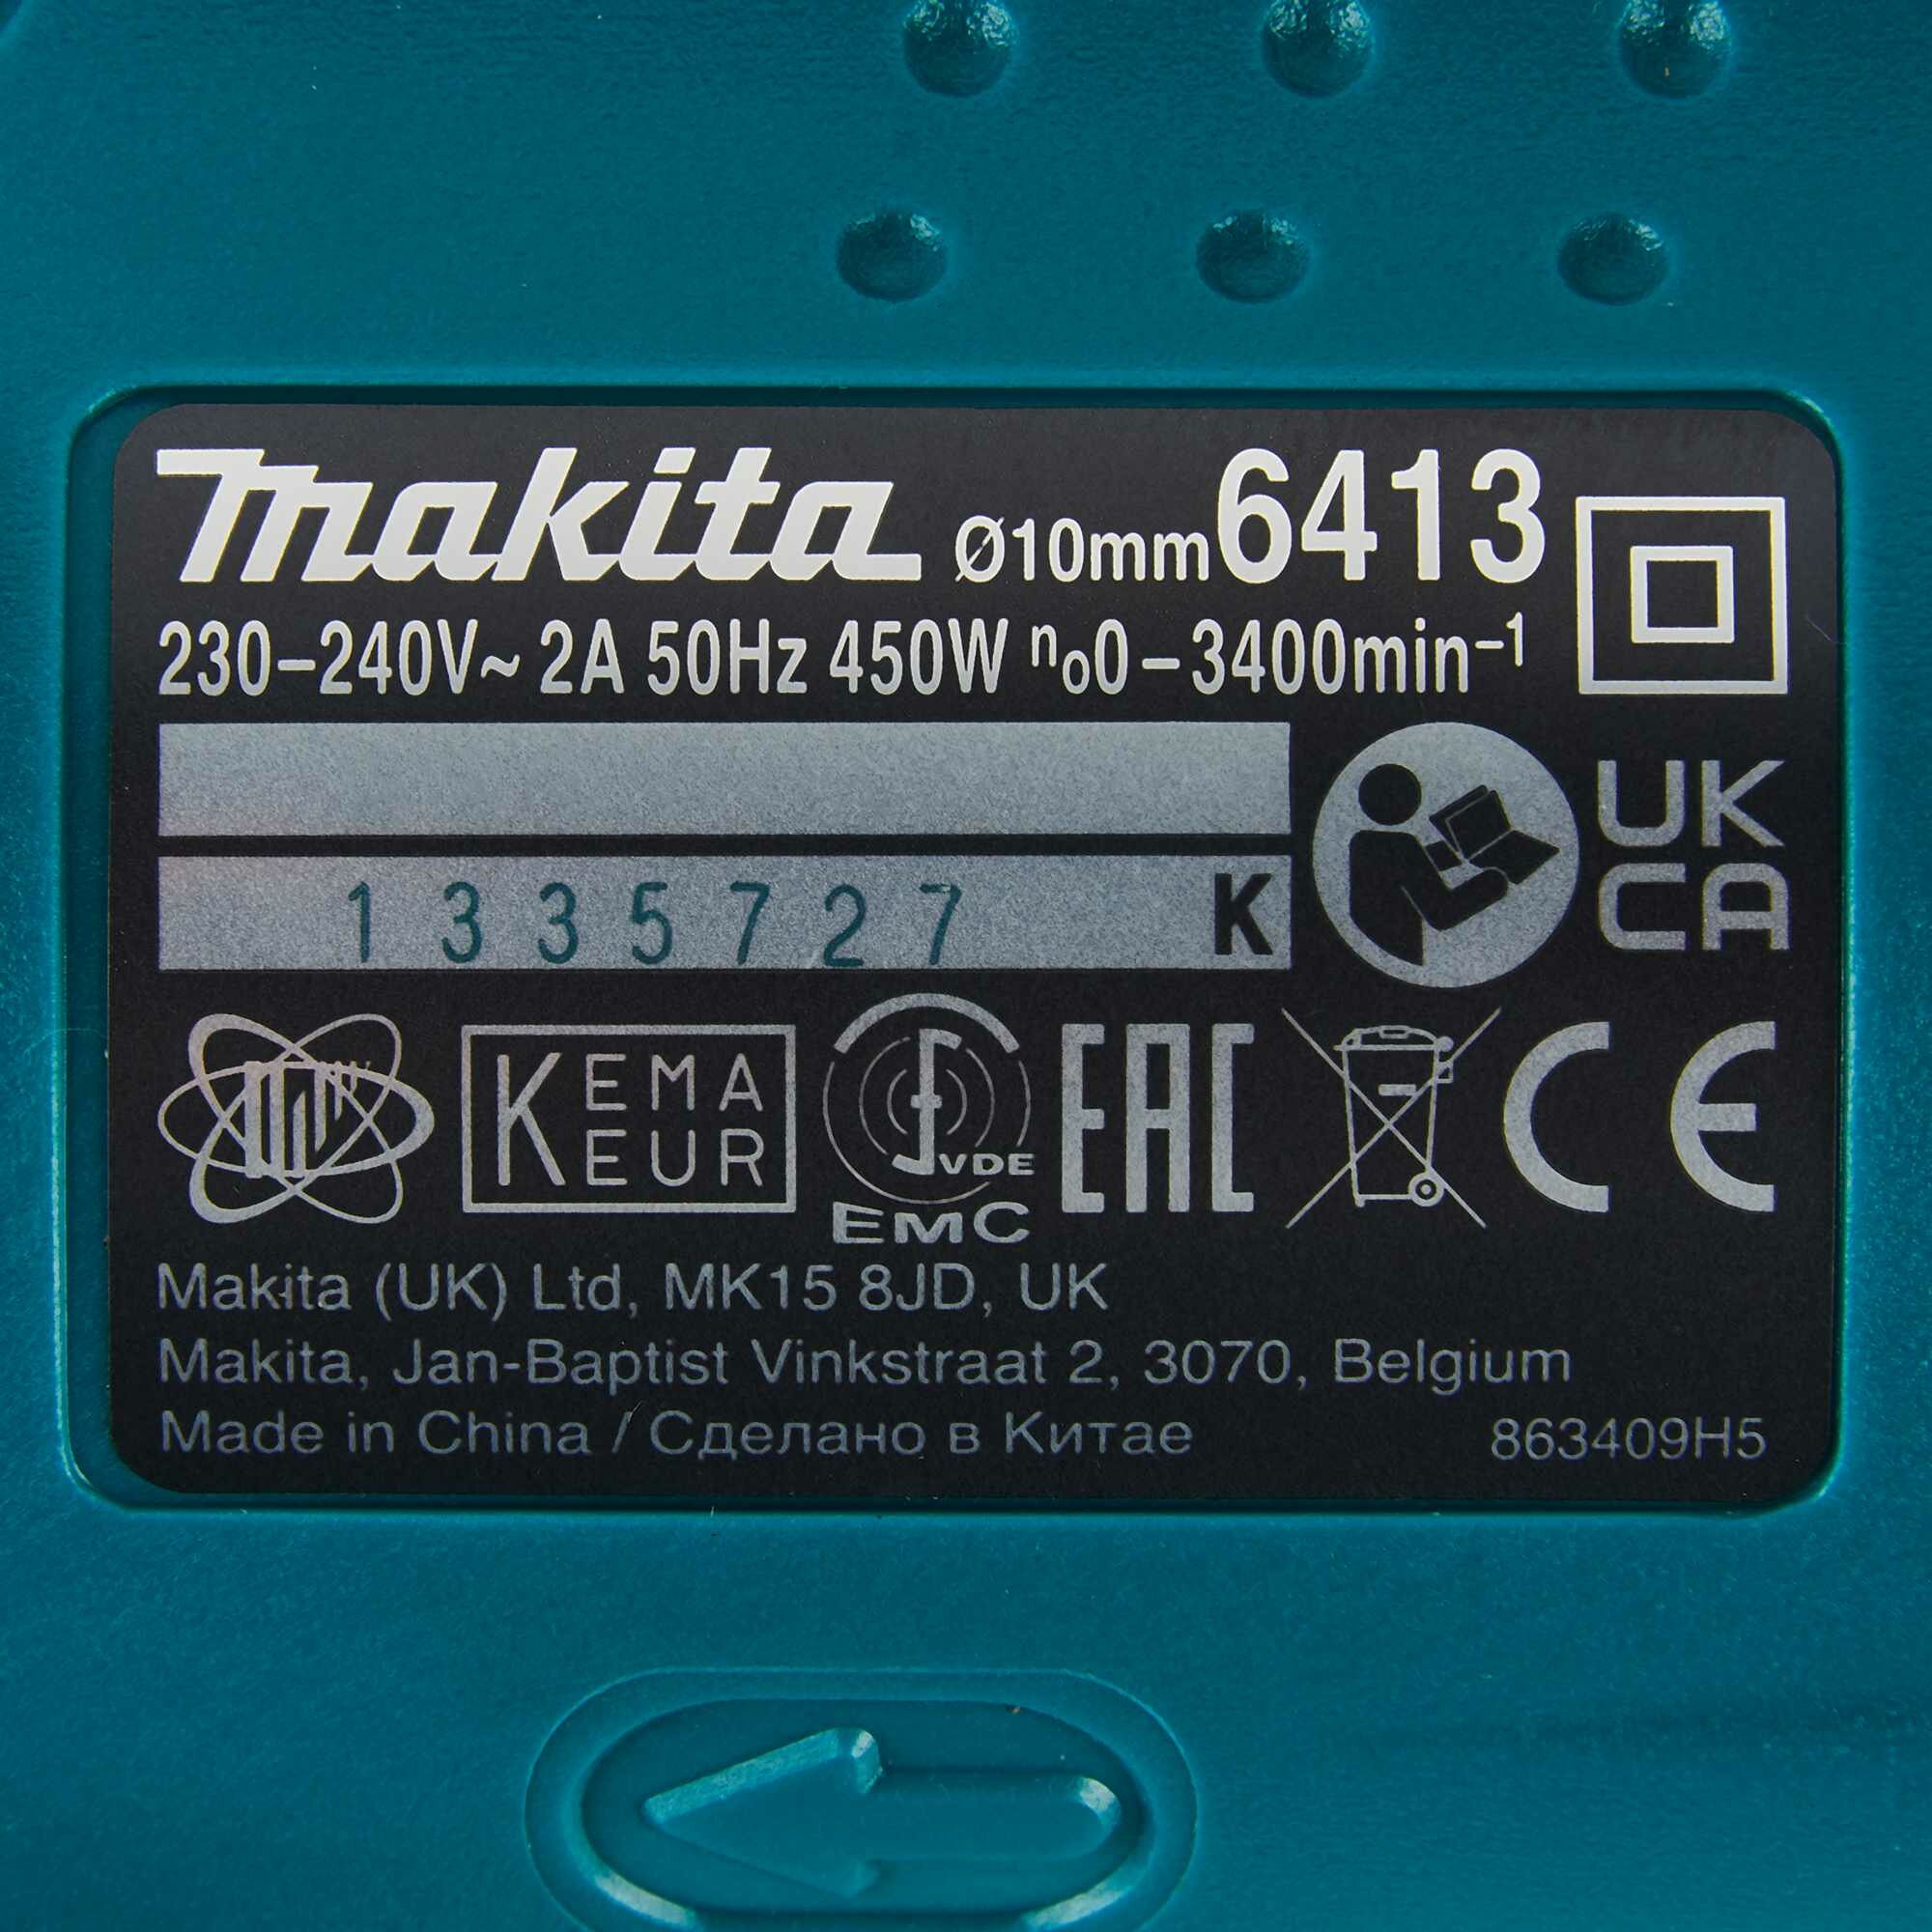 makita Ø10mm 6413
230–240V~ 2A 50Hz 450W n₀0–3400min⁻¹
1335727 K
UK
CA
KEMA
EUR
VDE
EMC
EAC
CE
Makita (UK) Ltd, MK15 8JD, UK
Makita, Jan-Baptist Vinkstraat 2, 3070, Belgium
Made in China / Сделано в Китае 863409H5